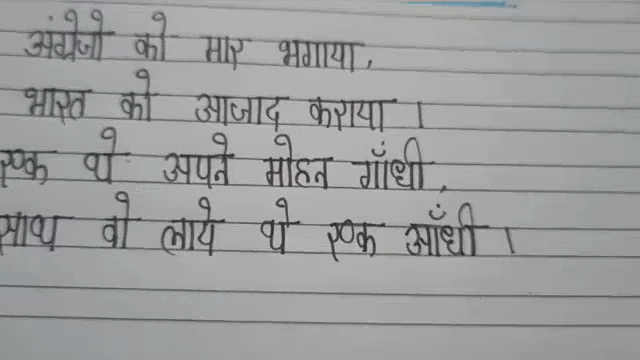 अंग्रेजो को मार भगाया,
भारत को आजाद कराया ।
एक थे अपने मोहन गाँधी,
साथ वो लाये थे एक आँधी ।